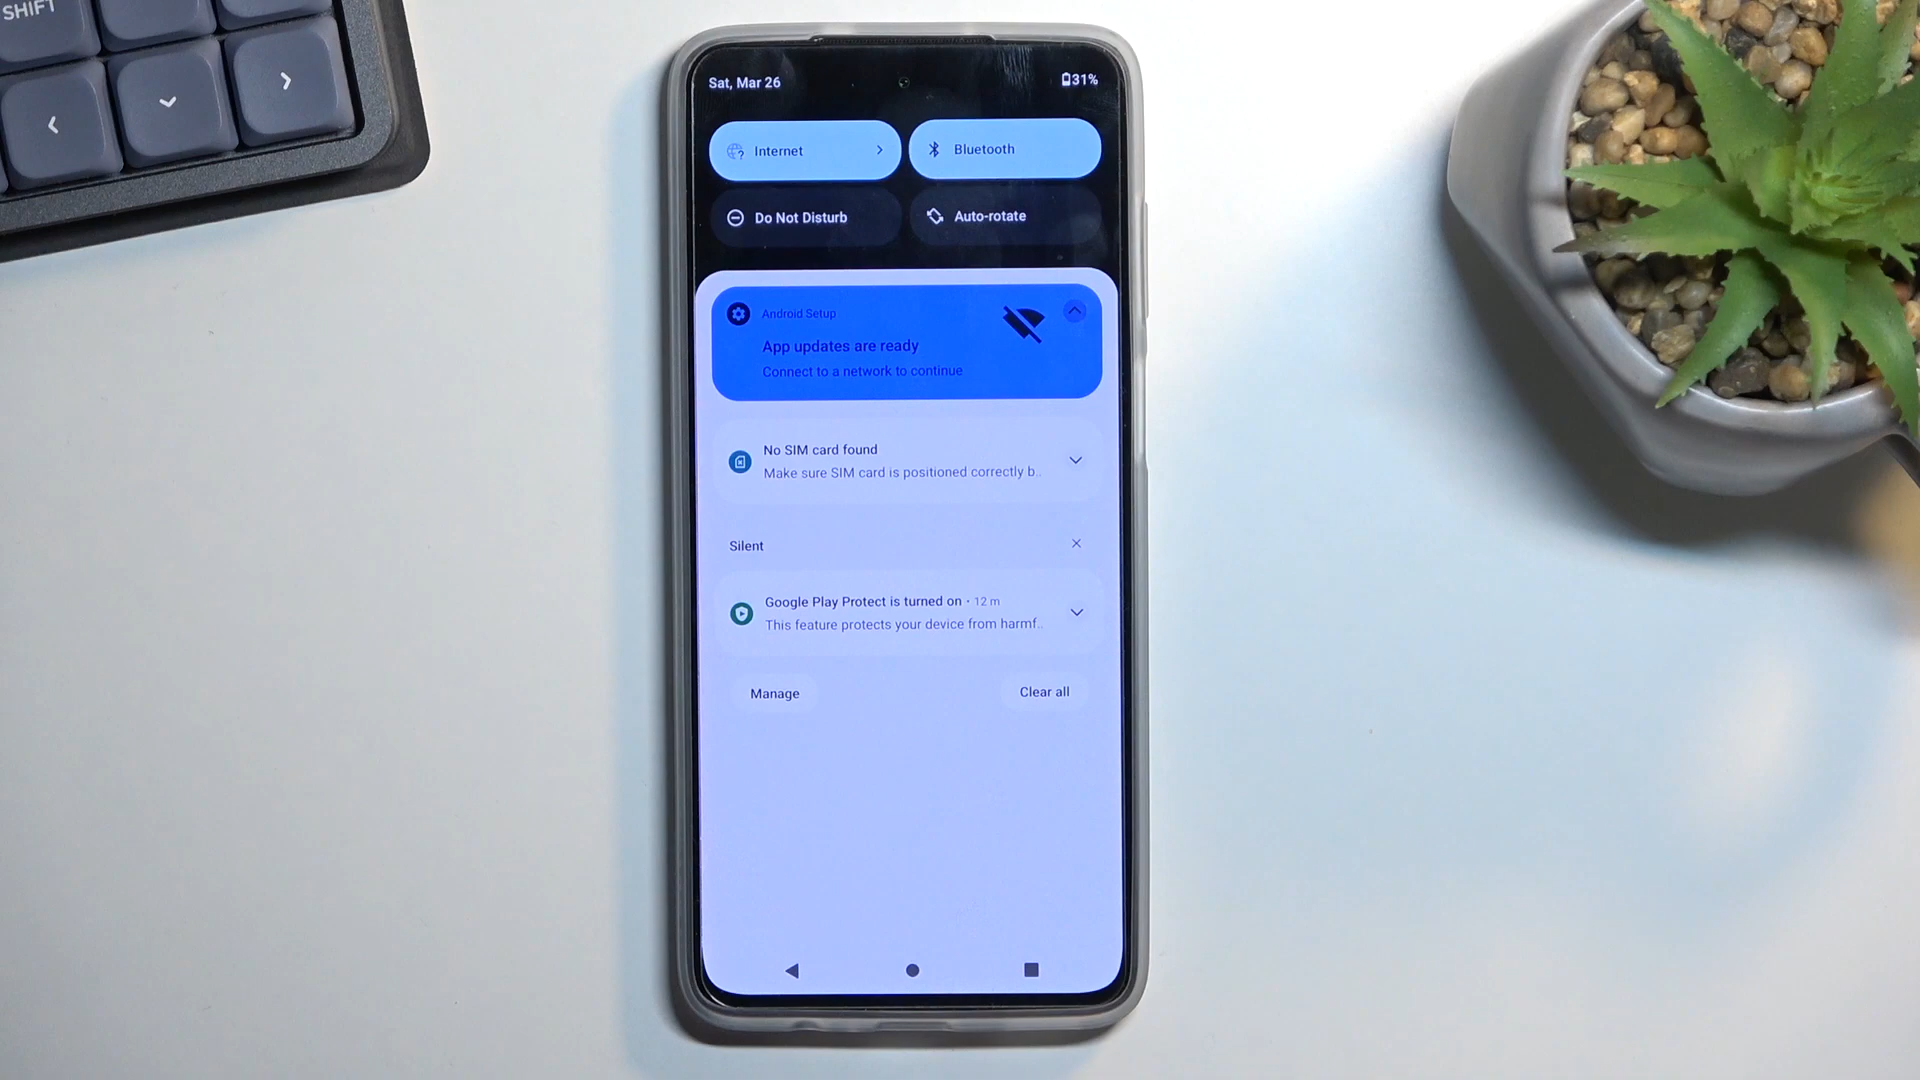 SHIFT
Sat, Mar 26
31%
Internet
Bluetooth
Do Not Disturb
Auto-rotate
Android Setup
App updates are ready
Connect to a network to continue
No SIM card found
Make sure SIM card is positioned correctly b..
Silent
Google Play Protect is turned on • 12 m
This feature protects your device from harmf..
Manage
Clear all